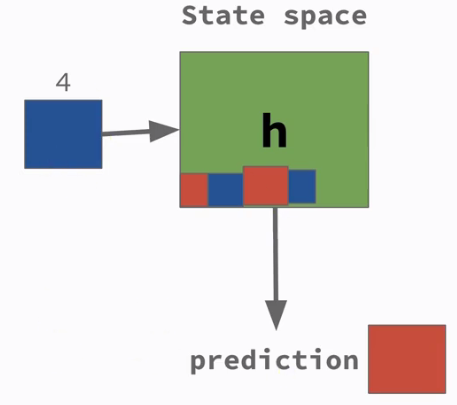 State space
4
h
prediction